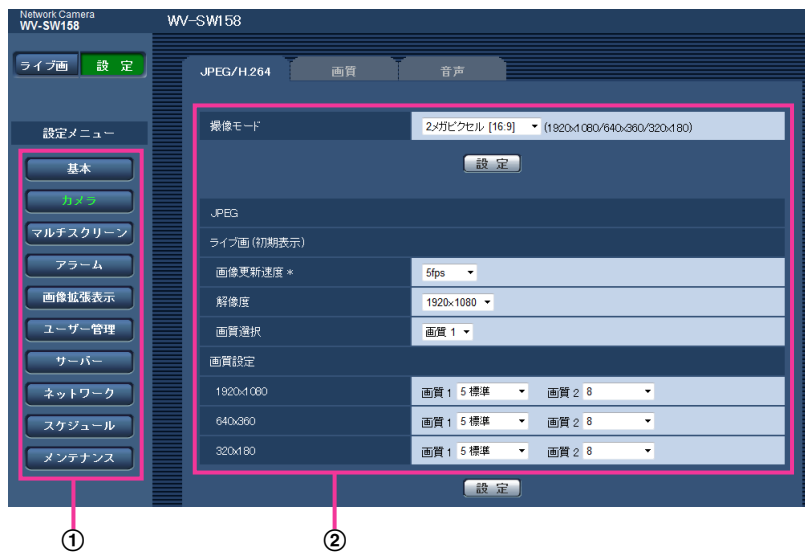 Network Camera
WV-SW158
WV-SW158
ライブ画 設 定
設定メニュー
基本
カメラ
マルチスクリーン
アラーム
画像拡張表示
ユーザー管理
サーバー
ネットワーク
スケジュール
メンテナンス
JPEG/H.264 画質 音声
撮像モード 2メガピクセル [16:9] (1920x1080/640x360/320x180)
設 定
JPEG
ライブ画 (初期表示)
画像更新速度 * 5fps
解像度 1920x1080
画質選択 画質 1
画質設定
1920x1080 画質 1 5 標準 画質 2 8
640x360 画質 1 5 標準 画質 2 8
320x180 画質 1 5 標準 画質 2 8
設 定
① ②